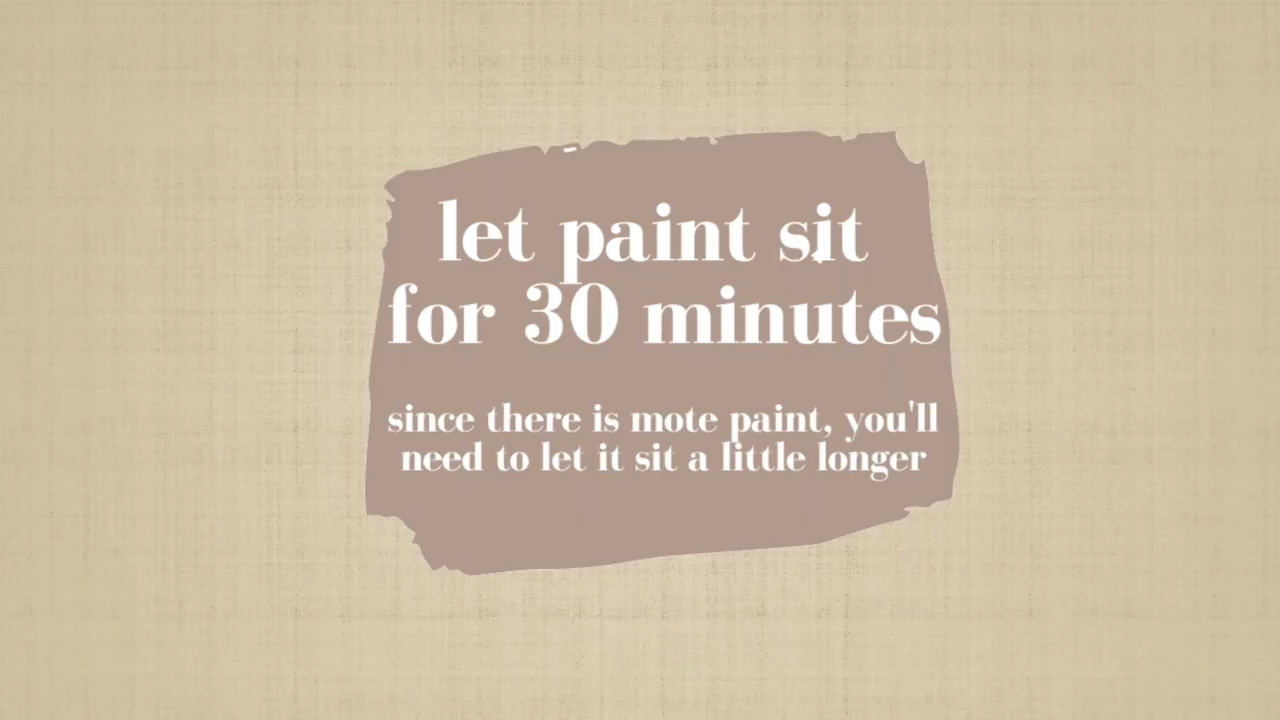 let paint sit
for 30 minutes
since there is mote paint, you'll
need to let it sit a little longer